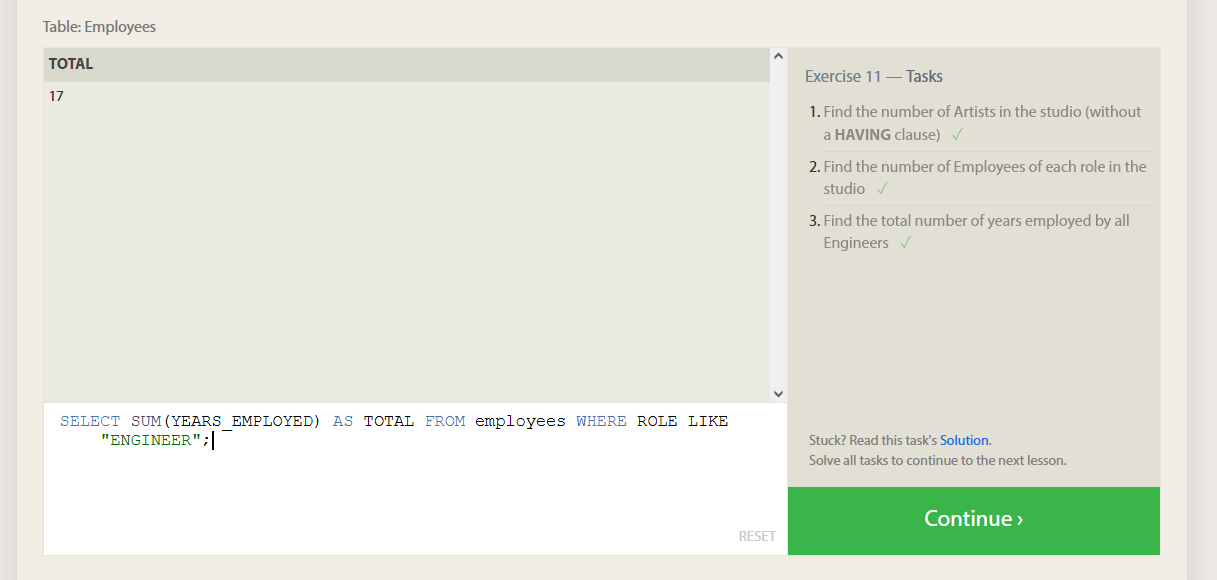 Table: Employees
TOTAL
17
SELECT SUM(YEARS_EMPLOYED) AS TOTAL FROM employees WHERE ROLE LIKE
"ENGINEER";
RESET
Exercise 11 — Tasks
1. Find the number of Artists in the studio (without
a HAVING clause) ✓
2. Find the number of Employees of each role in the
studio ✓
3. Find the total number of years employed by all
Engineers ✓
Stuck? Read this task's Solution.
Solve all tasks to continue to the next lesson.
Continue ›